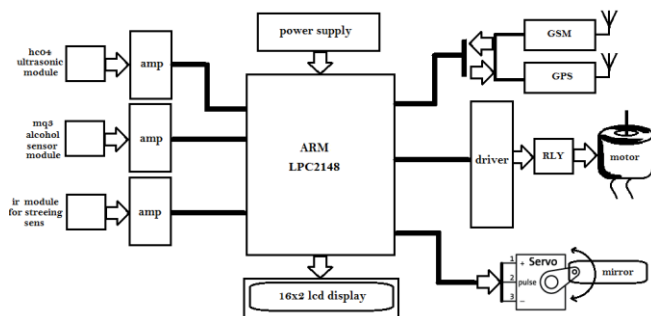 hc04
ultrasonic
module
amp
mq3
alcohol
sensor
module
amp
ir module
for streeing
sens
amp
power supply
ARM
LPC2148
16x2 lcd display
GSM
GPS
driver
RLY
motor
1 + Servo
2 pulse
3 −
mirror